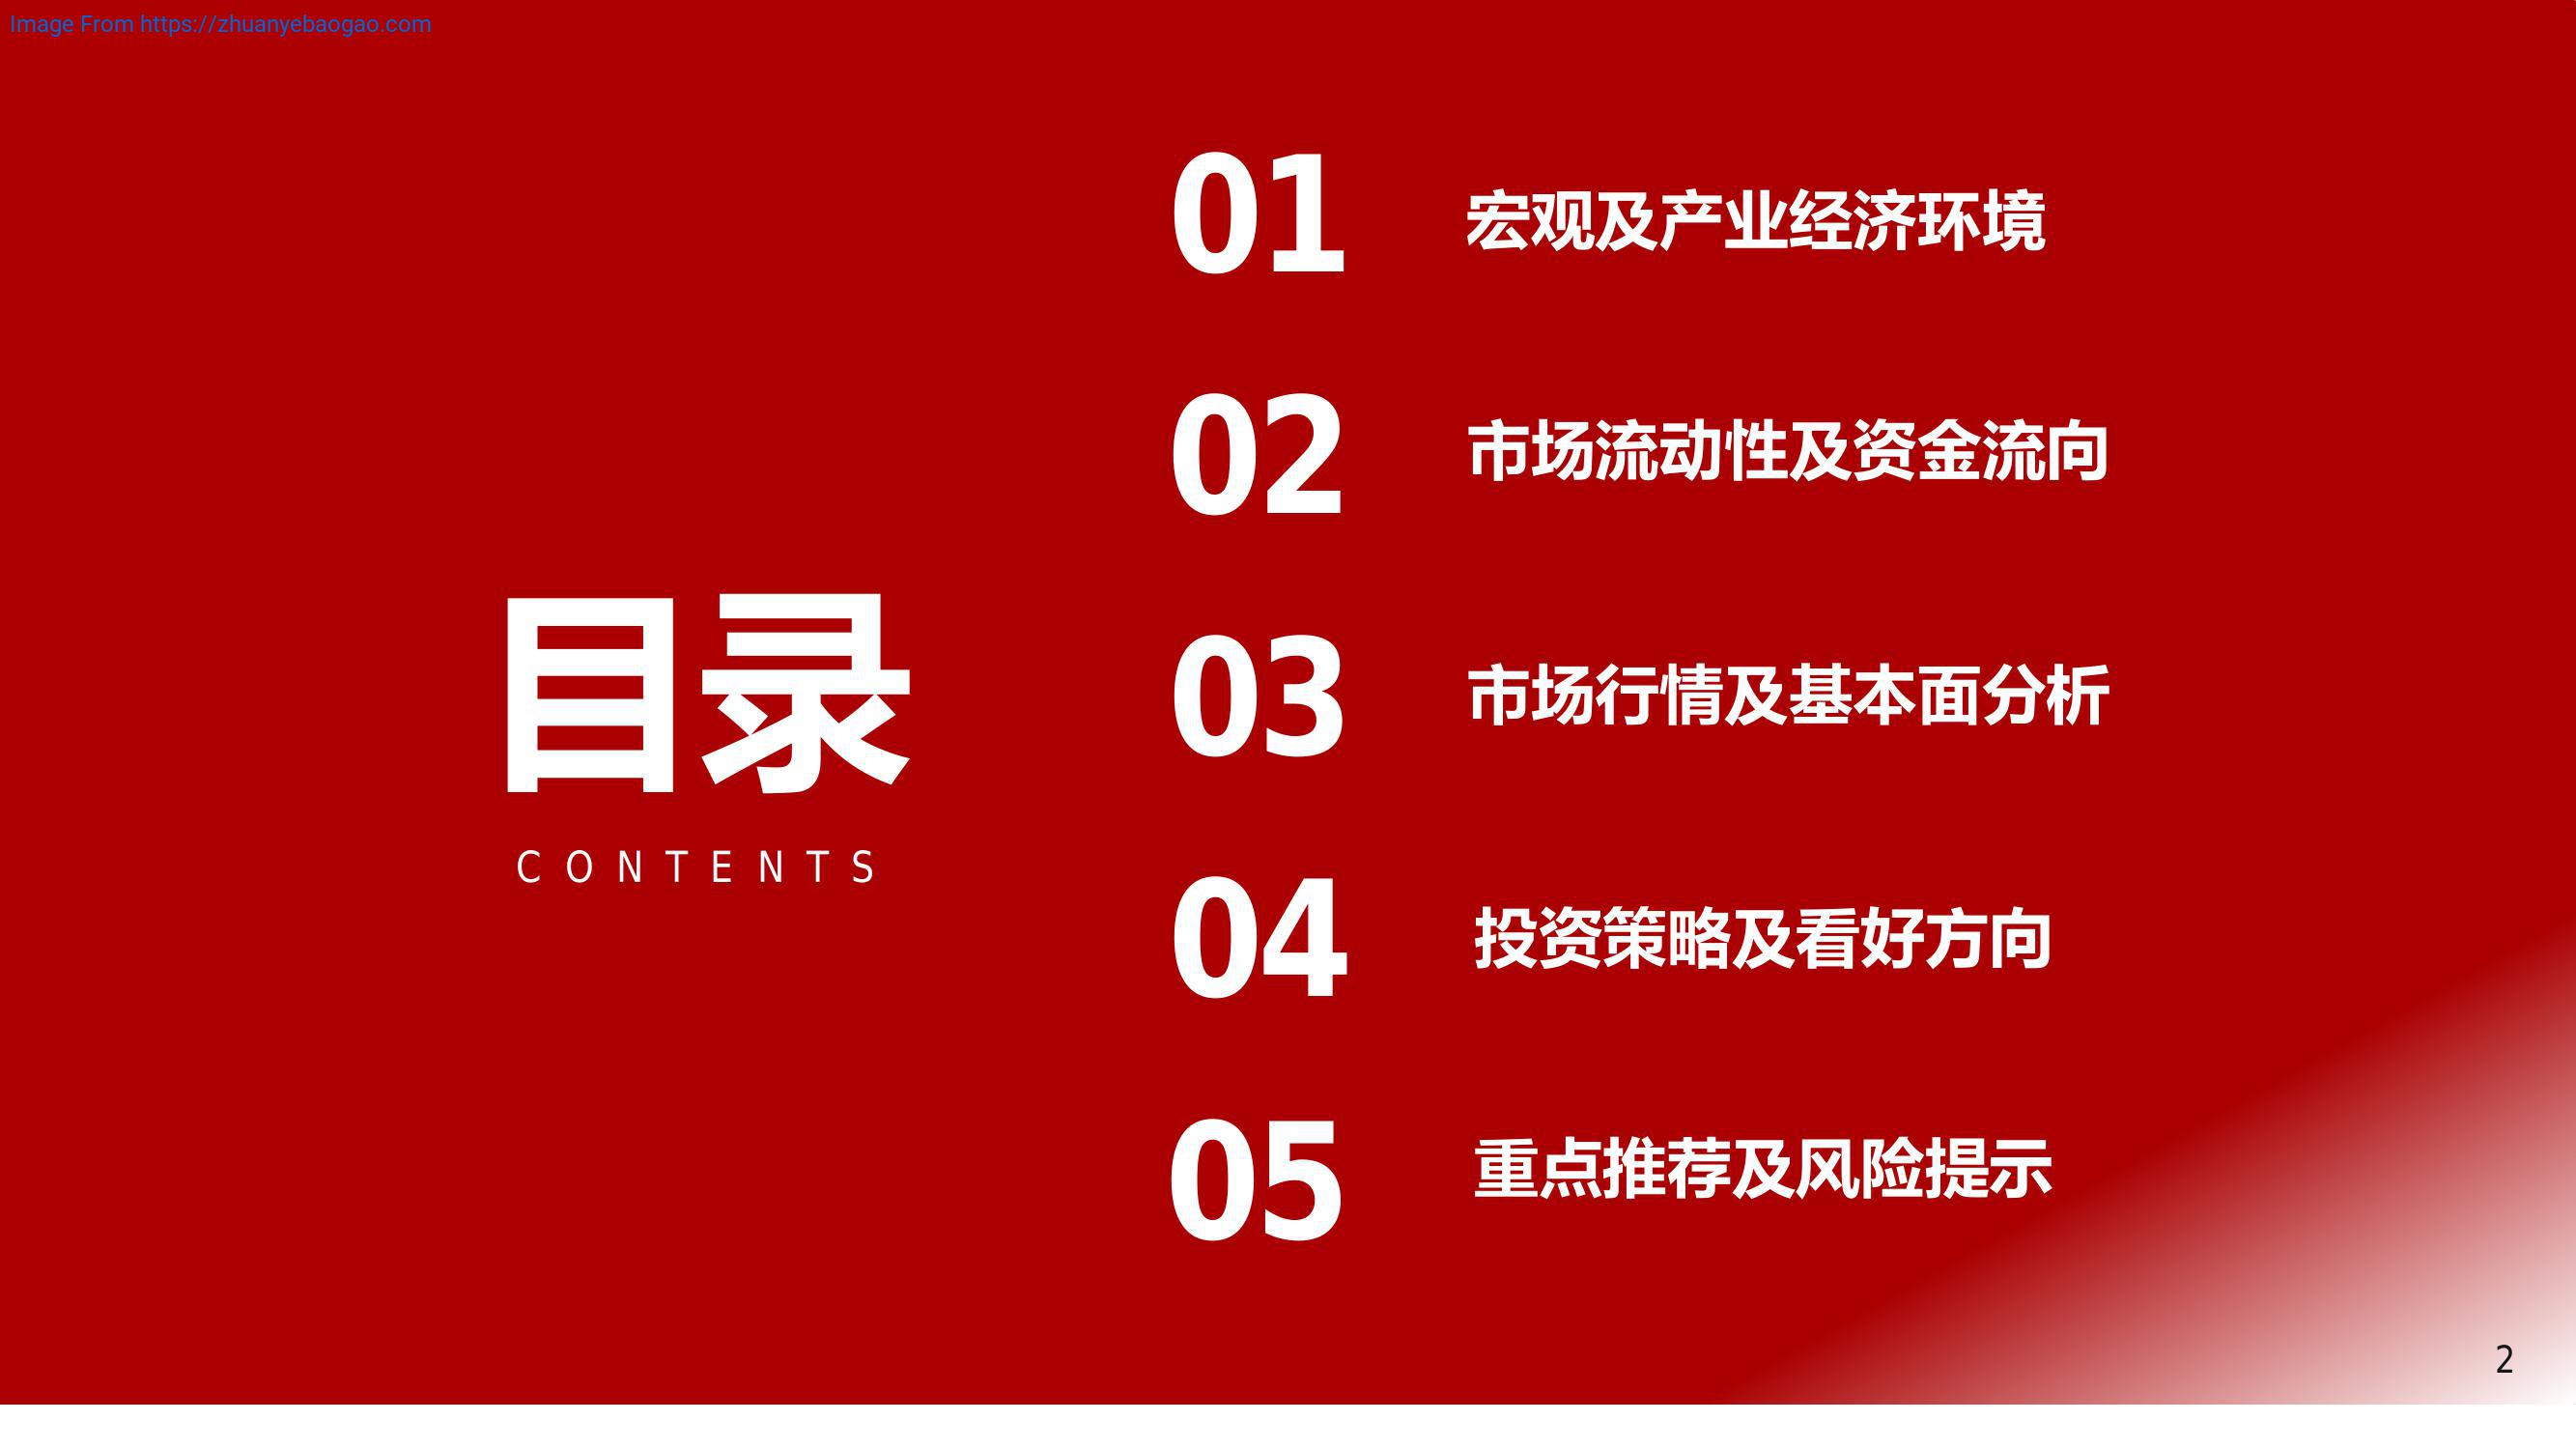 Image From https://zhuanyebaogao.com
目录
CONTENTS
01 宏观及产业经济环境
02 市场流动性及资金流向
03 市场行情及基本面分析
04 投资策略及看好方向
05 重点推荐及风险提示
2